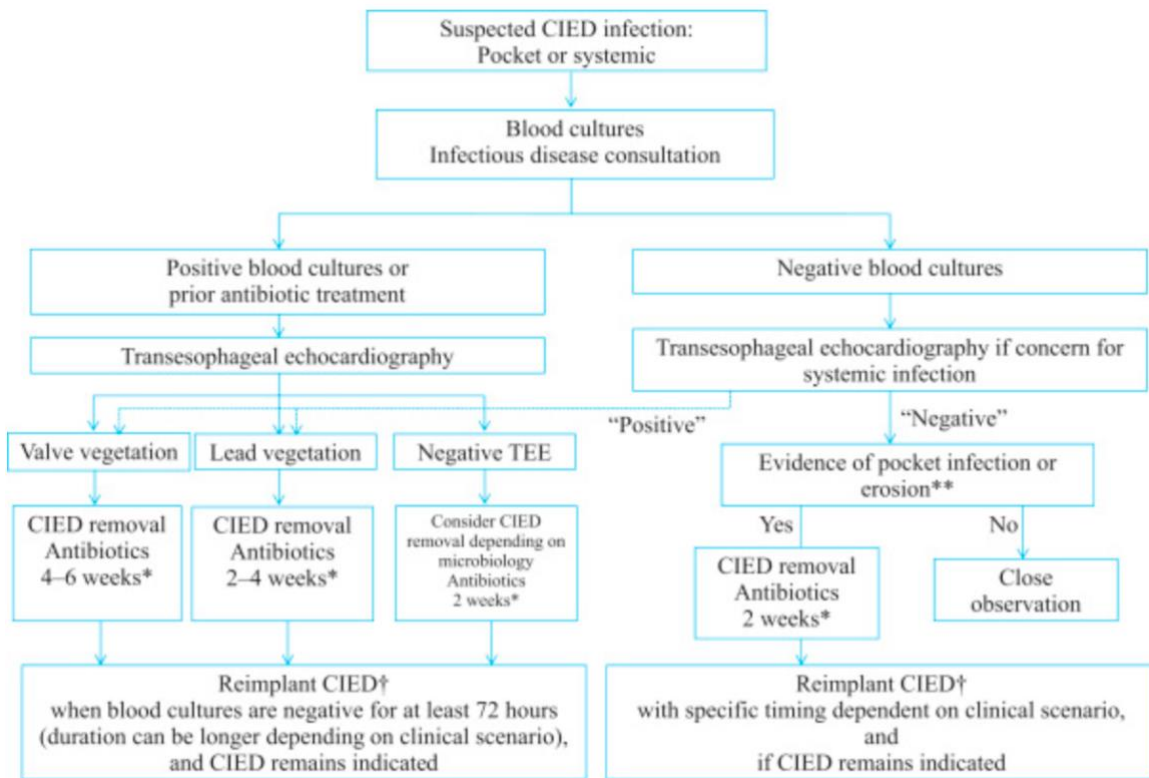 Suspected CIED infection:
Pocket or systemic
Blood cultures
Infectious disease consultation
Positive blood cultures or
prior antibiotic treatment
Negative blood cultures
Transesophageal echocardiography
Transesophageal echocardiography if concern for
systemic infection
“Positive”
“Negative”
Valve vegetation
Lead vegetation
Negative TEE
Evidence of pocket infection or
erosion**
Yes
No
CIED removal
Antibiotics
4–6 weeks*
CIED removal
Antibiotics
2–4 weeks*
Consider CIED
removal depending on
microbiology
Antibiotics
2 weeks*
CIED removal
Antibiotics
2 weeks*
Close
observation
Reimplant CIED†
when blood cultures are negative for at least 72 hours
(duration can be longer depending on clinical scenario),
and CIED remains indicated
Reimplant CIED†
with specific timing dependent on clinical scenario,
and
if CIED remains indicated